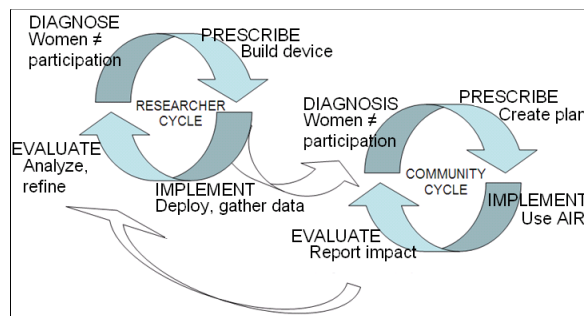 DIAGNOSE
Women ≠
participation
PRESCRIBE
Build device
RESEARCHER
CYCLE
EVALUATE
Analyze,
refine
IMPLEMENT
Deploy, gather data
DIAGNOSIS
Women ≠
participation
PRESCRIBE
Create plan
COMMUNITY
CYCLE
IMPLEMENT
Use AIR
EVALUATE
Report impact